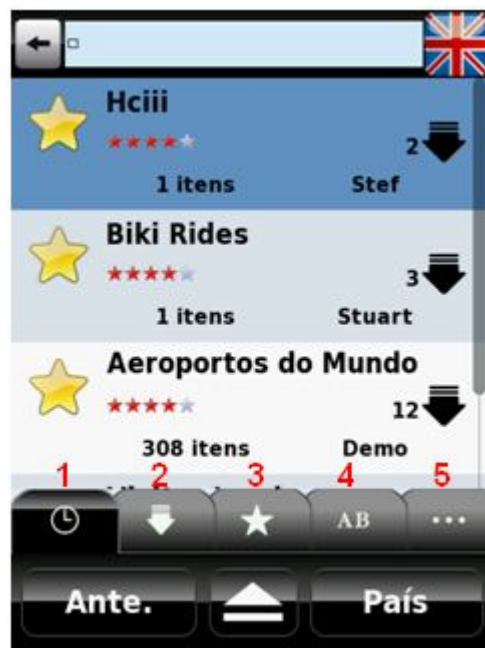 Hciii
2
1 itens Stef
Biki Rides
3
1 itens Stuart
Aeroportos do Mundo
12
308 itens Demo
1 2 3 4 5
AB ...
Ante. País